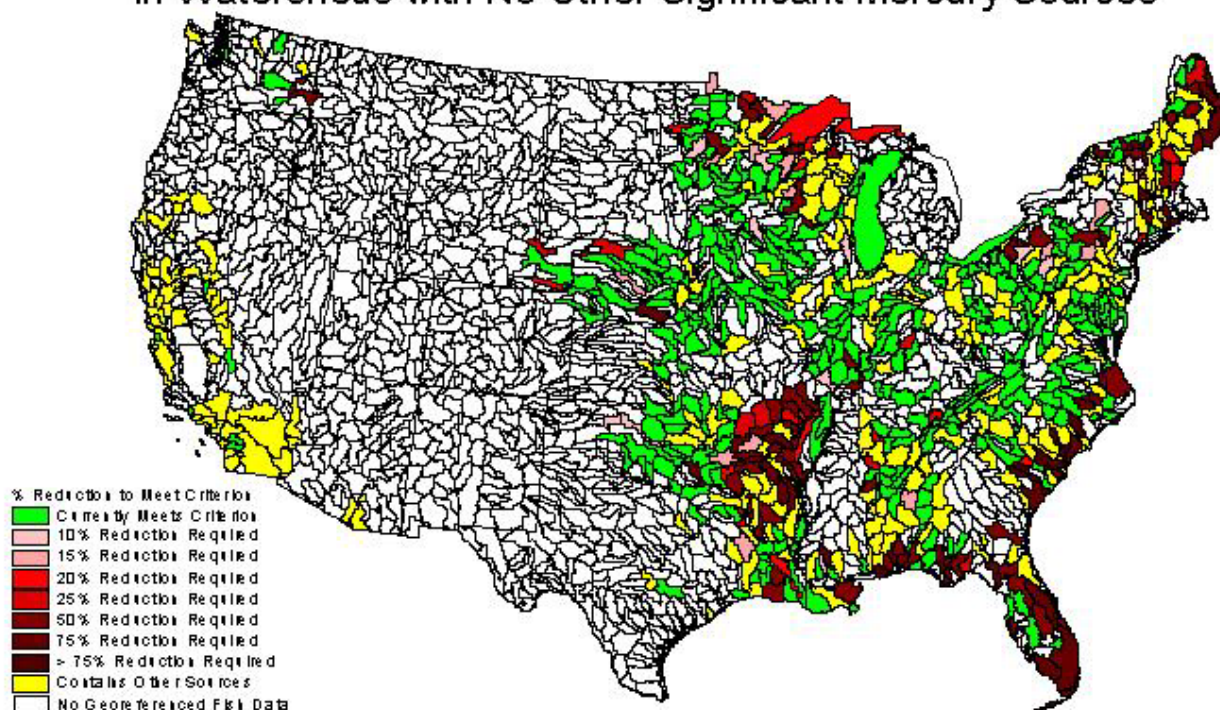 in Watersheds with No Other Significant Mercury Sources
% Reduction to Meet Criterion
Currently Meets Criterion
10% Reduction Required
15% Reduction Required
20% Reduction Required
25% Reduction Required
50% Reduction Required
75% Reduction Required
> 75% Reduction Required
Contains Other Sources
No Georeferenced Fish Data